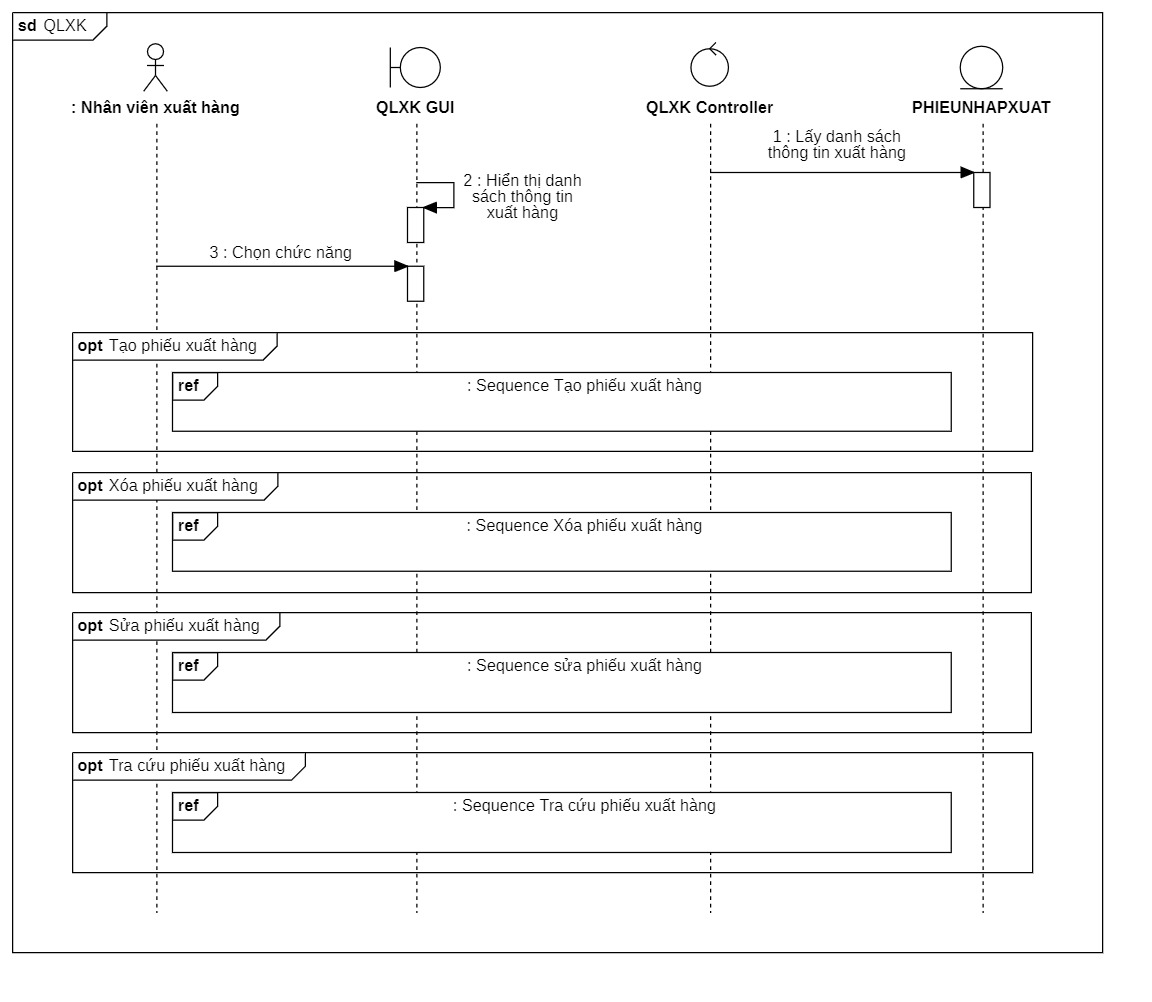 sd QLXK
: Nhân viên xuất hàng
QLXK GUI
QLXK Controller
PHIEUNHAPXUAT
1 : Lấy danh sách
thông tin xuất hàng
2 : Hiển thị danh
sách thông tin
xuất hàng
3 : Chọn chức năng
opt Tạo phiếu xuất hàng
ref
: Sequence Tạo phiếu xuất hàng
opt Xóa phiếu xuất hàng
ref
: Sequence Xóa phiếu xuất hàng
opt Sửa phiếu xuất hàng
ref
: Sequence sửa phiếu xuất hàng
opt Tra cứu phiếu xuất hàng
ref
: Sequence Tra cứu phiếu xuất hàng